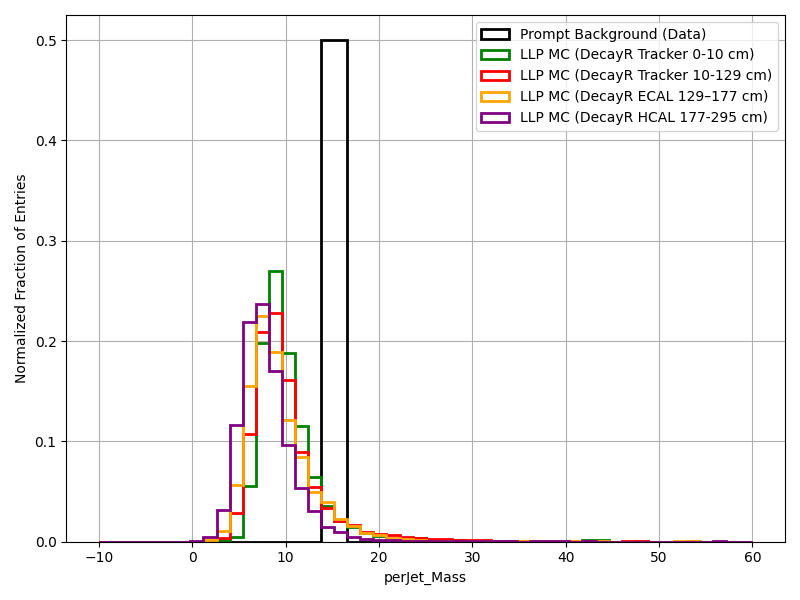 Prompt Background (Data)
LLP MC (DecayR Tracker 0-10 cm)
LLP MC (DecayR Tracker 10-129 cm)
LLP MC (DecayR ECAL 129–177 cm)
LLP MC (DecayR HCAL 177-295 cm)
Normalized Fraction of Entries
0.5
0.4
0.3
0.2
0.1
0.0
−10 0 10 20 30 40 50 60
perJet_Mass